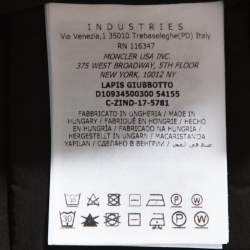 INDUSTRIES
Via Venezia,1 35010 Trebaseleghe(PD) Italy
RN 116347
MONCLER USA INC.
375 WEST BROADWAY, 5TH FLOOR
NEW YORK, 10012 NY
LAPIS GIUBBOTTO
D10934500300 54155
C-ZIND-17-5781
FABBRICATO IN UNGHERIA / MADE IN
HUNGARY / FABRIQUÉ EN HONGRIE / HECHO
EN HUNGRÍA / FABRICADO NA HUNGRIA /
HERGESTELLT IN UNGARN / MACARISTANDA
YAPILAN / СДЕЛАНО В ВЕНГРИИ /